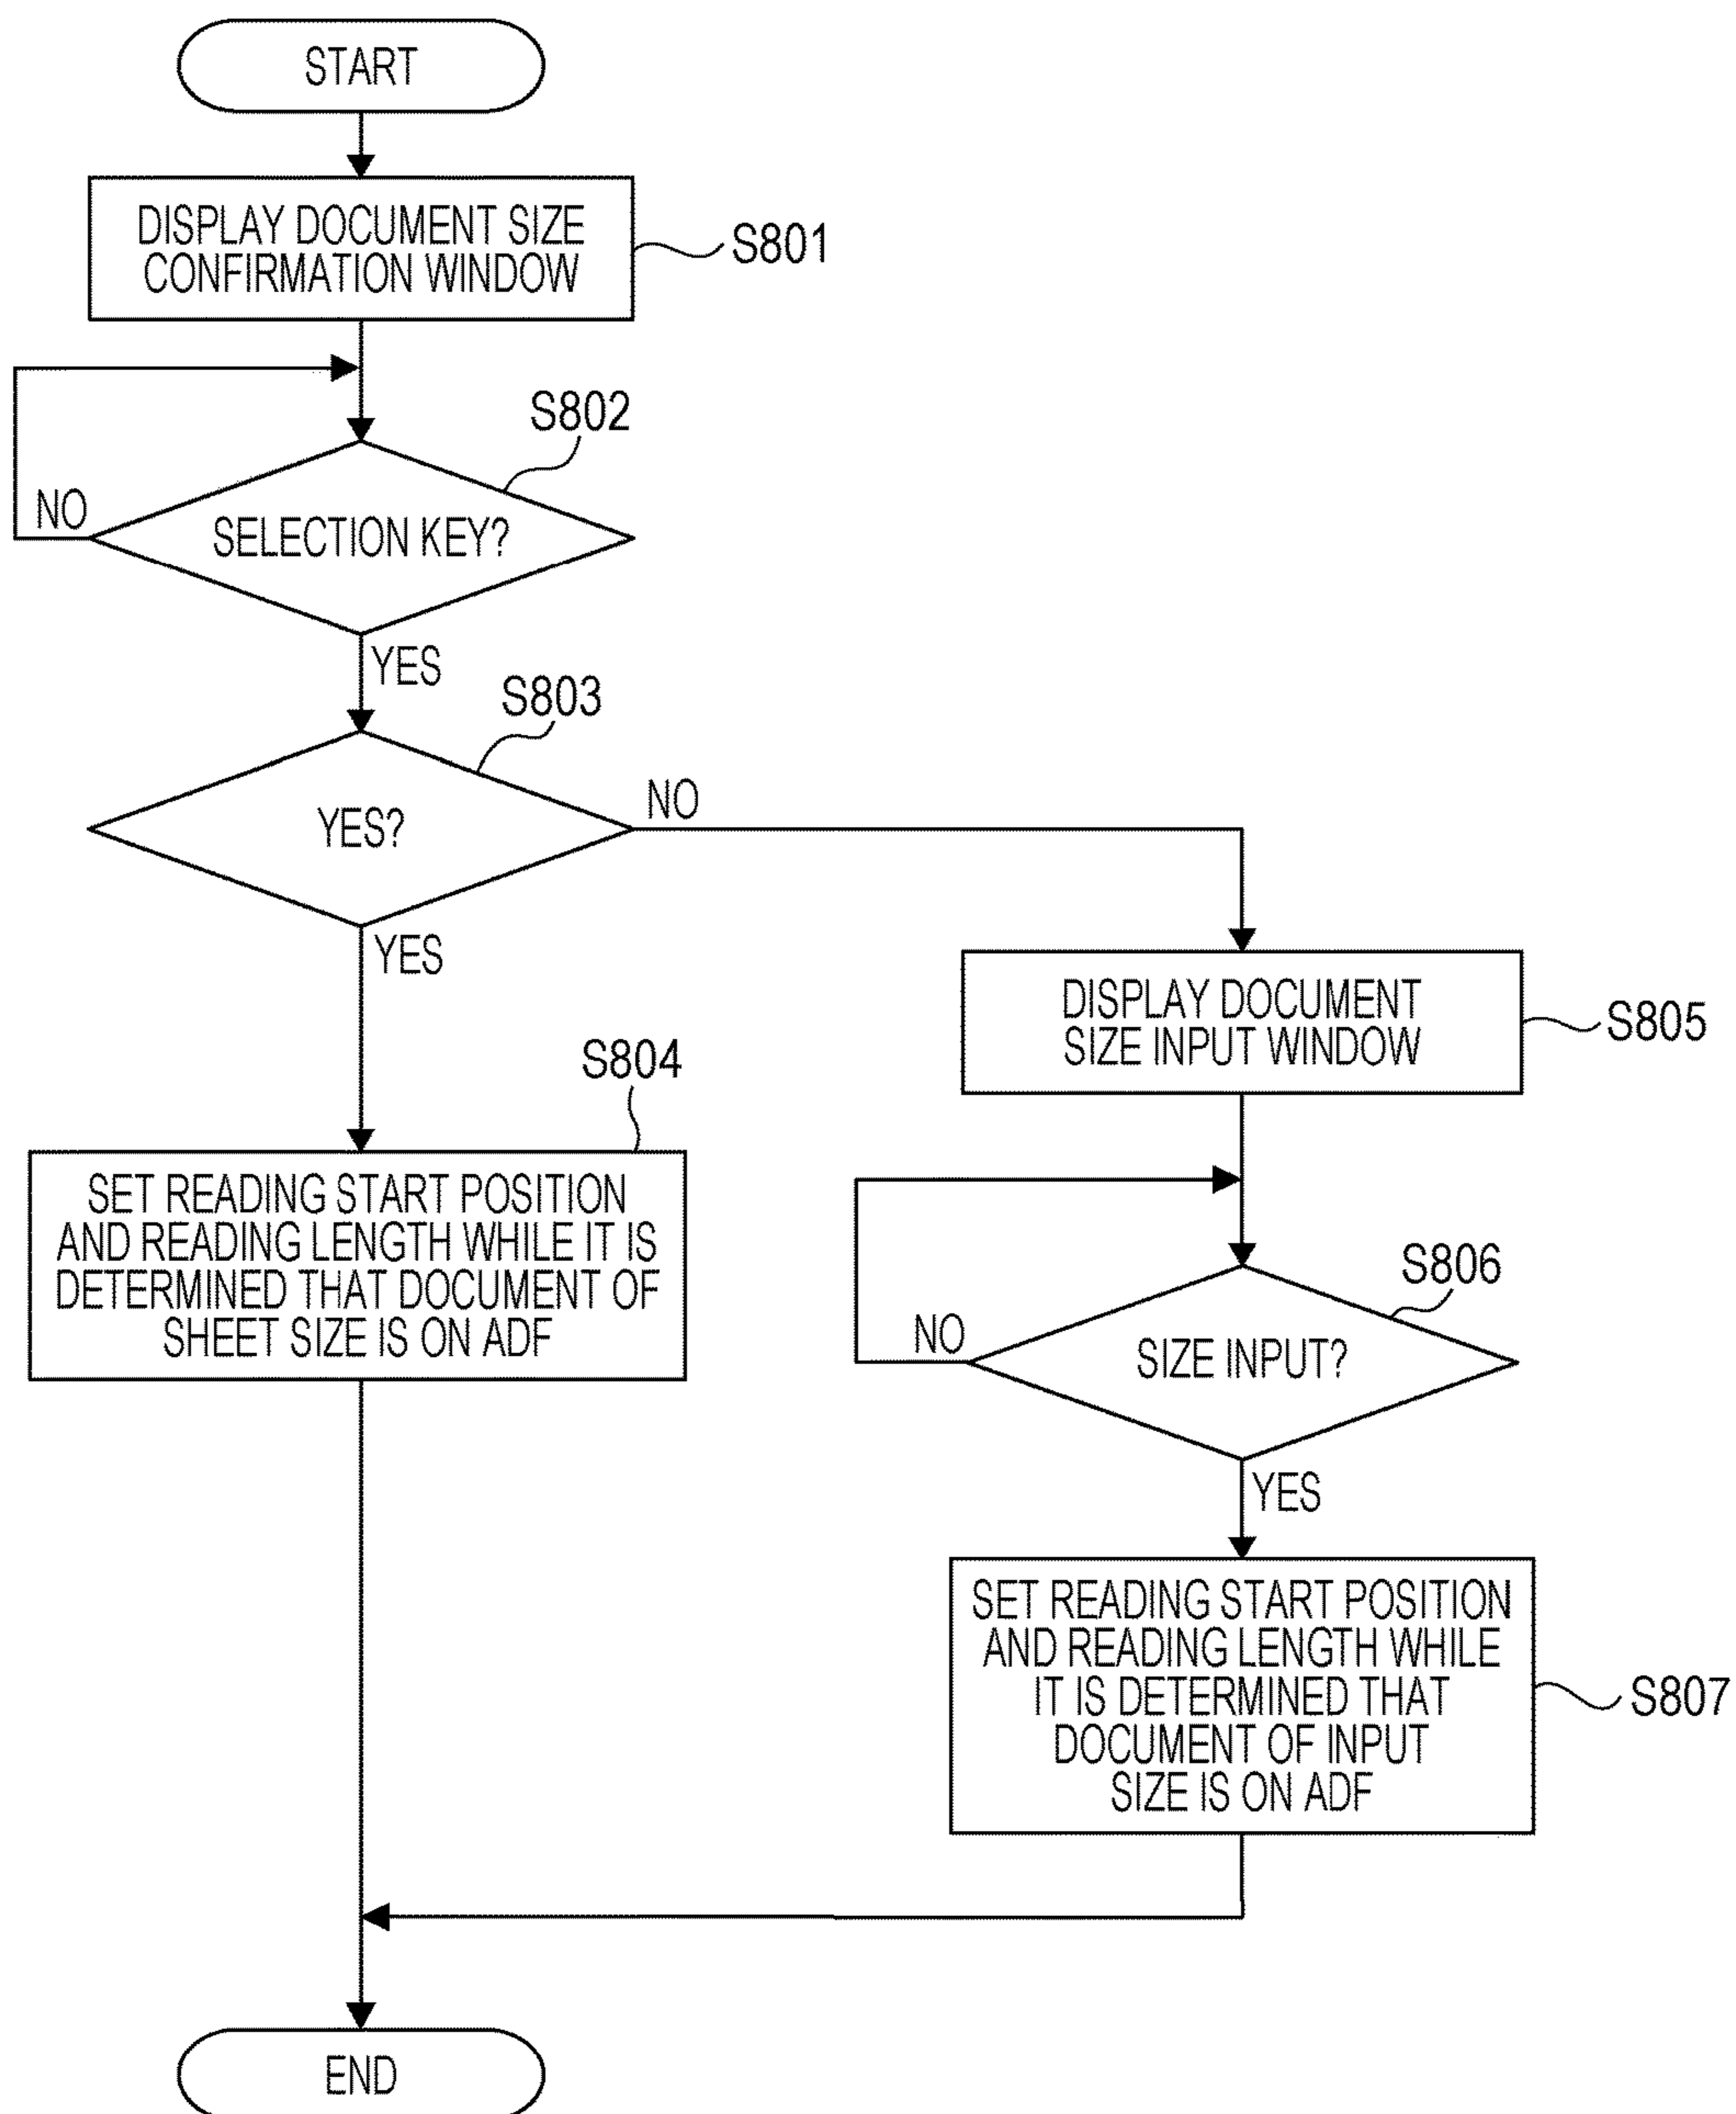 START
DISPLAY DOCUMENT SIZE
CONFIRMATION WINDOW
S801
S802
NO
SELECTION KEY?
YES
S803
YES?
NO
YES
DISPLAY DOCUMENT
SIZE INPUT WINDOW
S805
S804
SET READING START POSITION
AND READING LENGTH WHILE IT IS
DETERMINED THAT DOCUMENT OF
SHEET SIZE IS ON ADF
S806
NO
SIZE INPUT?
YES
SET READING START POSITION
AND READING LENGTH WHILE
IT IS DETERMINED THAT
DOCUMENT OF INPUT
SIZE IS ON ADF
S807
END